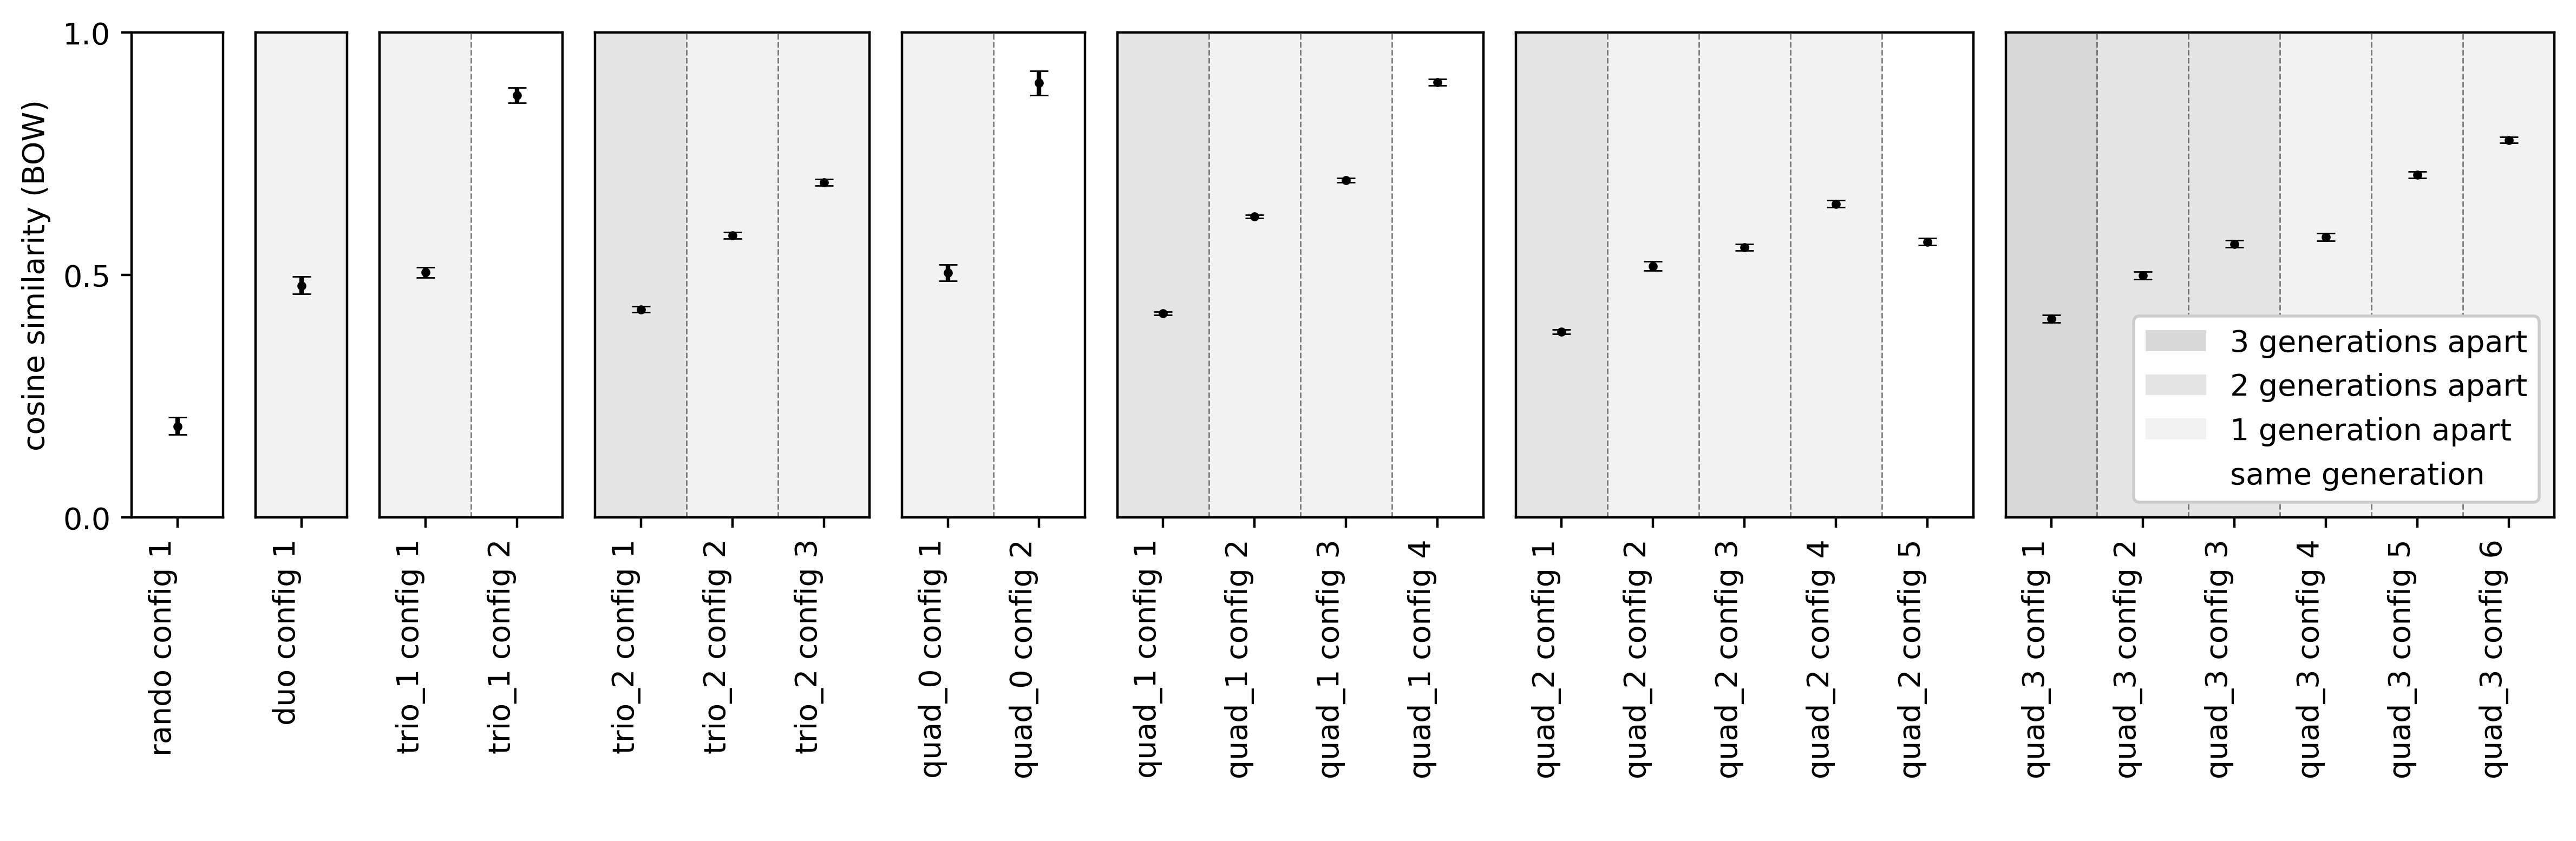 cosine similarity (BOW)
1.0
0.5
0.0
rando config 1
duo config 1
trio_1 config 1
trio_1 config 2
trio_2 config 1
trio_2 config 2
trio_2 config 3
quad_0 config 1
quad_0 config 2
quad_1 config 1
quad_1 config 2
quad_1 config 3
quad_1 config 4
quad_2 config 1
quad_2 config 2
quad_2 config 3
quad_2 config 4
quad_2 config 5
quad_3 config 1
quad_3 config 2
quad_3 config 3
quad_3 config 4
quad_3 config 5
quad_3 config 6
3 generations apart
2 generations apart
1 generation apart
same generation